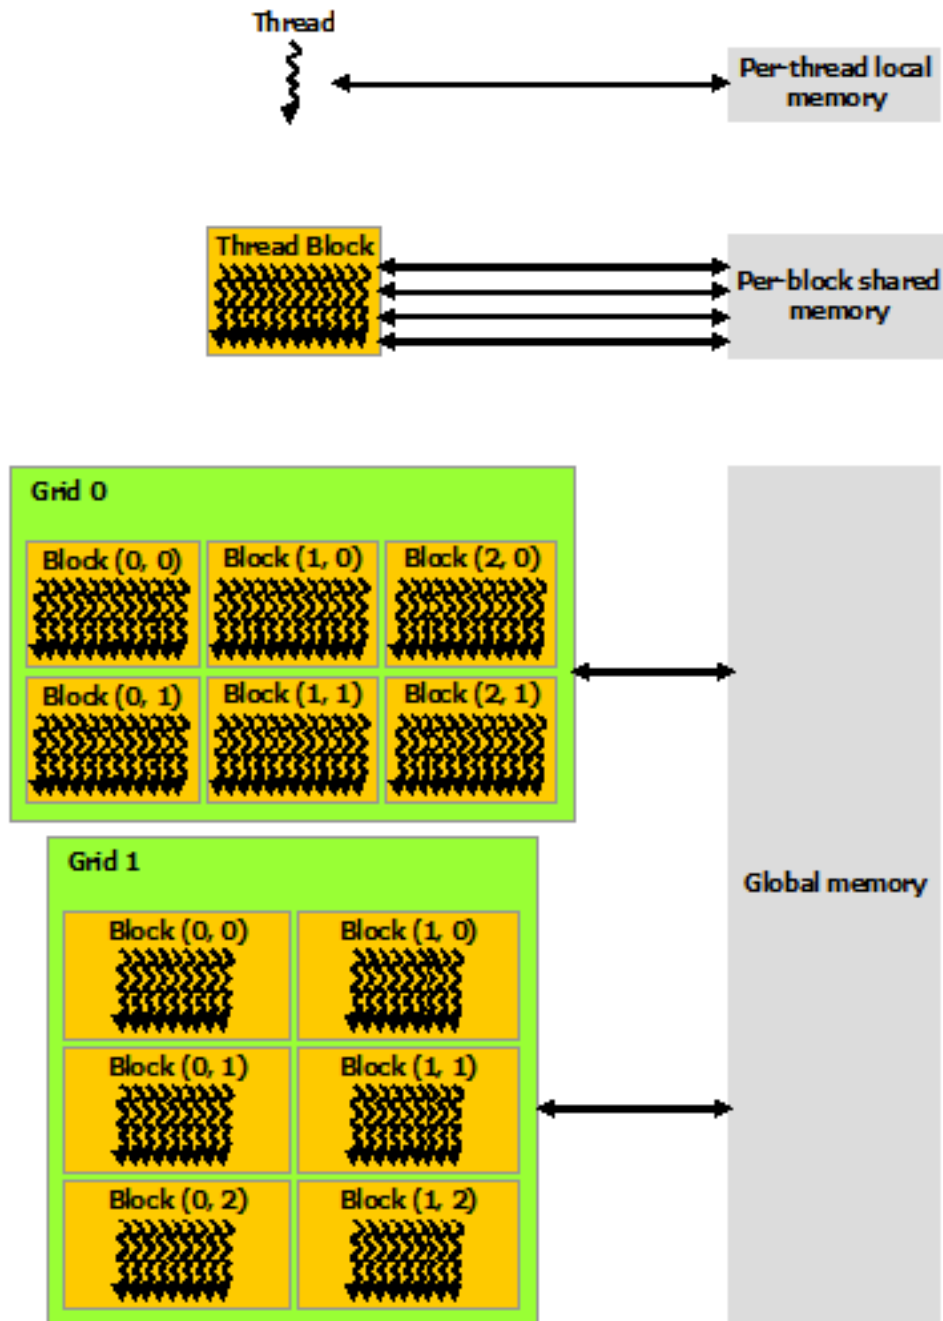 Thread
Per-thread local
memory
Thread Block
Per-block shared
memory
Grid 0
Block (0, 0)
Block (1, 0)
Block (2, 0)
Block (0, 1)
Block (1, 1)
Block (2, 1)
Global memory
Grid 1
Block (0, 0)
Block (1, 0)
Block (0, 1)
Block (1, 1)
Block (0, 2)
Block (1, 2)